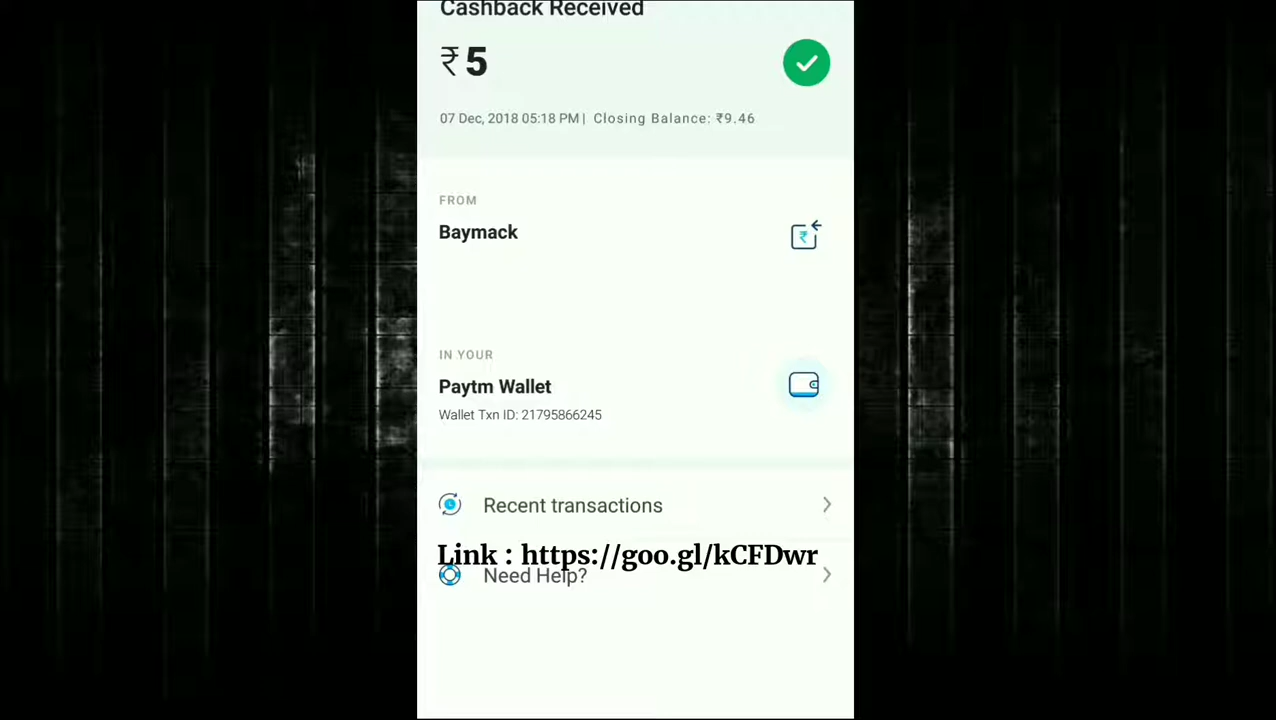 Cashback Received
₹ 5
07 Dec, 2018 05:18 PM | Closing Balance: ₹9.46
FROM
Baymack
₹
IN YOUR
Paytm Wallet
Wallet Txn ID: 21795866245
Recent transactions
Link : https://goo.gl/kCFDwr
Need Help?